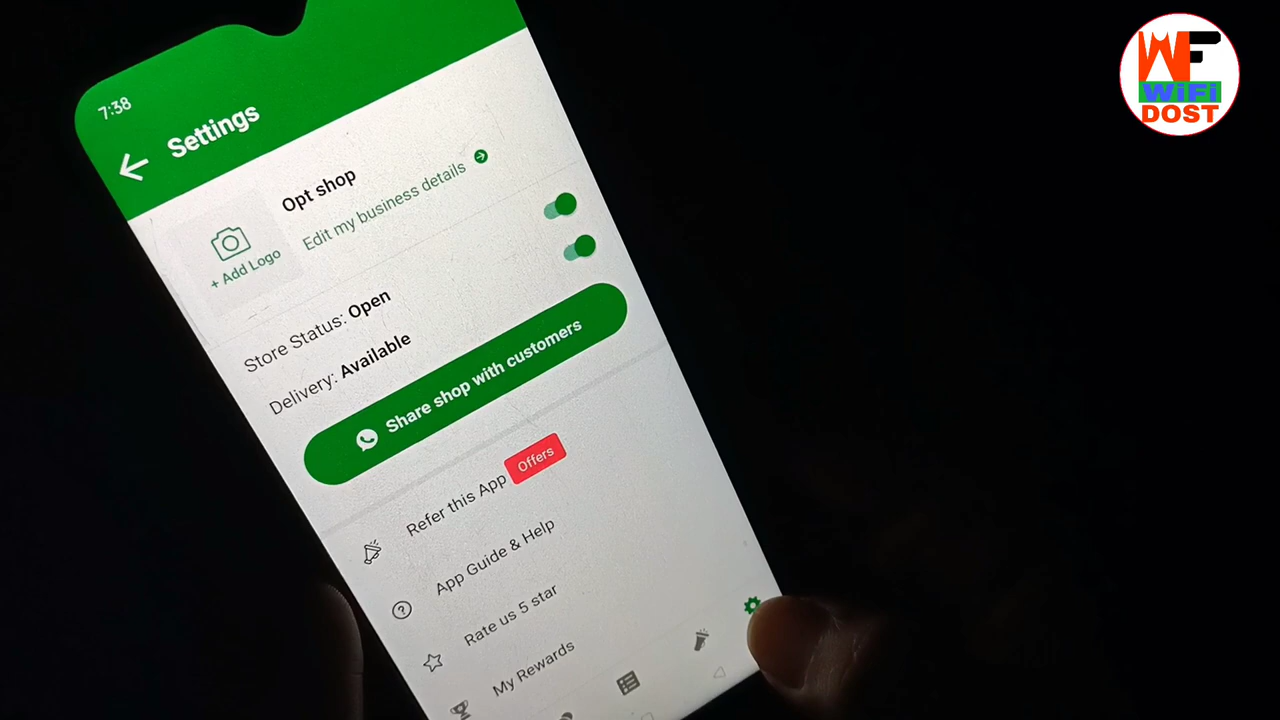 7:38
Settings
Opt shop
Edit my business details
+ Add Logo
Store Status: Open
Delivery: Available
Share shop with customers
Refer this App Offers
App Guide & Help
Rate us 5 star
My Rewards
WF
WiFi
DOST